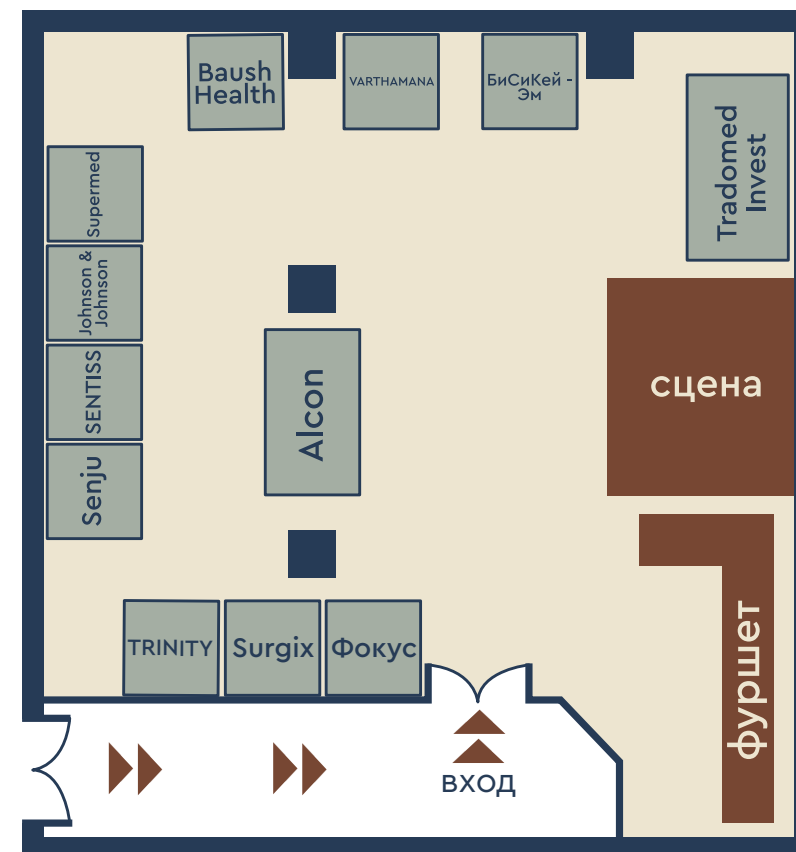 Baush
Health
VARTHAMANA
БиСиКей -
Эм
Tradomed
Invest
Supermed
Johnson &
Johnson
SENTISS
Senju
Alcon
сцена
TRINITY
Surgix
Фокус
фуршет
вход